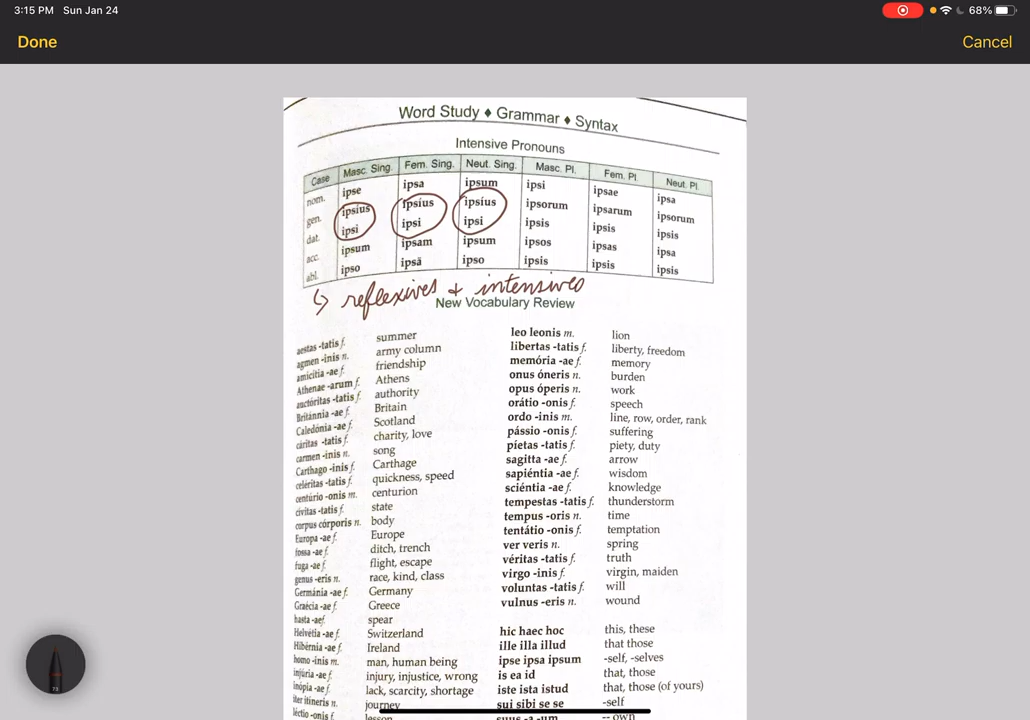 3:15 PM Sun Jan 24 68%
Done Cancel
Word Study ♦ Grammar ♦ Syntax
Intensive Pronouns
Case Masc. Sing. Fem. Sing. Neut. Sing. Masc. Pl. Fem. Pl. Neut. Pl.
nom. ipse ipsa ipsum ipsi ipsae ipsa
gen. ipsíus ipsíus ipsíus ipsorum ipsarum ipsorum
dat. ipsi ipsi ipsi ipsis ipsis ipsis
acc. ipsum ipsam ipsum ipsos ipsas ipsa
abl. ipso ipsā ipso ipsis ipsis ipsis
↳ reflexives + intensives
New Vocabulary Review
aestas -tatis f. summer leo leonis m. lion
agmen -inis n. army column libertas -tatis f. liberty, freedom
amicítia -ae f. friendship memória -ae f. memory
Athenae -arum f. Athens onus óneris n. burden
auctóritas -tatis f. authority opus óperis n. work
Británnia -ae f. Britain orátio -onis f. speech
Caledónia -ae f. Scotland ordo -inis m. line, row, order, rank
cáritas -tatis f. charity, love pássio -onis f. suffering
carmen -inis n. song píetas -tatis f. piety, duty
Carthago -inis f. Carthage sagitta -ae f. arrow
celéritas -tatis f. quickness, speed sapiéntia -ae f. wisdom
centúrio -onis m. centurion sciéntia -ae f. knowledge
cívitas -tatis f. state tempestas -tatis f. thunderstorm
corpus córporis n. body tempus -oris n. time
Europa -ae f. Europe tentátio -onis f. temptation
fossa -ae f. ditch, trench ver veris n. spring
fuga -ae f. flight, escape véritas -tatis f. truth
genus -eris n. race, kind, class virgo -inis f. virgin, maiden
Germánia -ae f. Germany voluntas -tatis f. will
Graécia -ae f. Greece vulnus -eris n. wound
hasta -ae f. spear
Helvétia -ae f. Switzerland hic haec hoc this, these
Hibérnia -ae f. Ireland ille illa illud that those
homo -inis m. man, human being ipse ipsa ipsum -self, -selves
injúria -ae f. injury, injustice, wrong is ea id that, those
inópia -ae f. lack, scarcity, shortage iste ista istud that, those (of yours)
iter itíneris n. journey sui sibi se se -self
léctio -onis f. lesson suus -a -um -- own